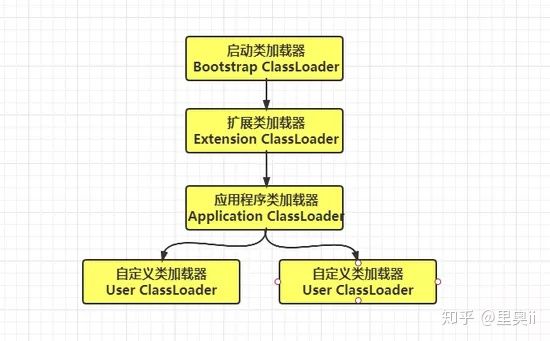 启动类加载器
Bootstrap ClassLoader
扩展类加载器
Extension ClassLoader
应用程序类加载器
Application ClassLoader
自定义类加载器
User ClassLoader
自定义类加载器
User ClassLoader
知乎 @里奥ii